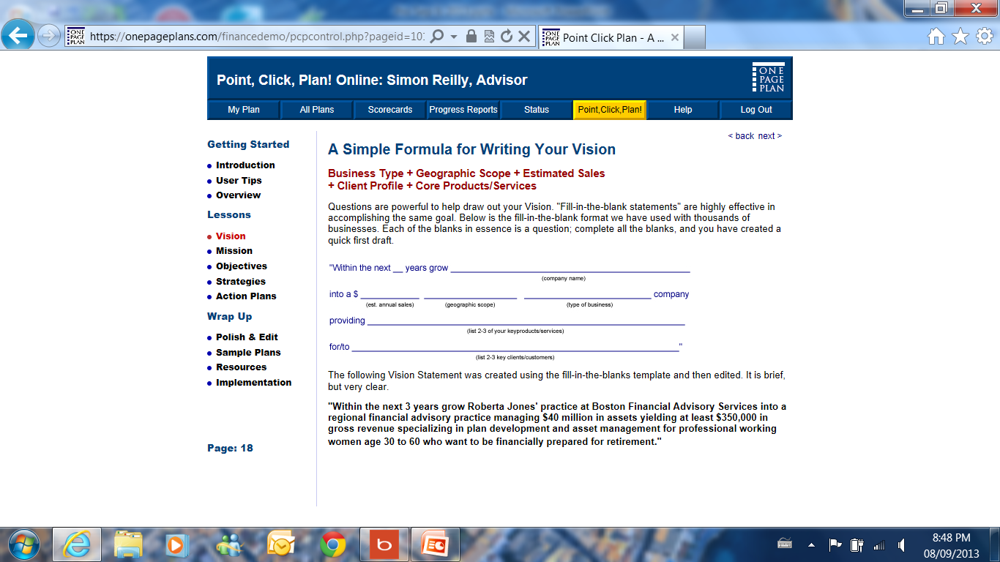 https://onepageplans.com/financedemo/pcpcontrol.php?pageid=10
ONE PAGE PLAN
Point Click Plan - A ...
Point, Click, Plan! Online: Simon Reilly, Advisor
ONE
PAGE
PLAN
My Plan All Plans Scorecards Progress Reports Status Point,Click,Plan! Help Log Out
< back next >
Getting Started
Introduction
User Tips
Overview
Lessons
Vision
Mission
Objectives
Strategies
Action Plans
Wrap Up
Polish & Edit
Sample Plans
Resources
Implementation
Page: 18
A Simple Formula for Writing Your Vision
Business Type + Geographic Scope + Estimated Sales
+ Client Profile + Core Products/Services
Questions are powerful to help draw out your Vision. "Fill-in-the-blank statements" are highly effective in
accomplishing the same goal. Below is the fill-in-the-blank format we have used with thousands of
businesses. Each of the blanks in essence is a question; complete all the blanks, and you have created a
quick first draft.
"Within the next __ years grow ______________________
(company name)
into a $ ____________ ____________ ____________ company
(est. annual sales) (geographic scope) (type of business)
providing ______________________
(list 2-3 of your keyproducts/services)
for/to ______________________"
(list 2-3 key clients/customers)
The following Vision Statement was created using the fill-in-the-blanks template and then edited. It is brief,
but very clear.
"Within the next 3 years grow Roberta Jones' practice at Boston Financial Advisory Services into a
regional financial advisory practice managing $40 million in assets yielding at least $350,000 in
gross revenue specializing in plan development and asset management for professional working
women age 30 to 60 who want to be financially prepared for retirement."
8:48 PM
08/09/2013